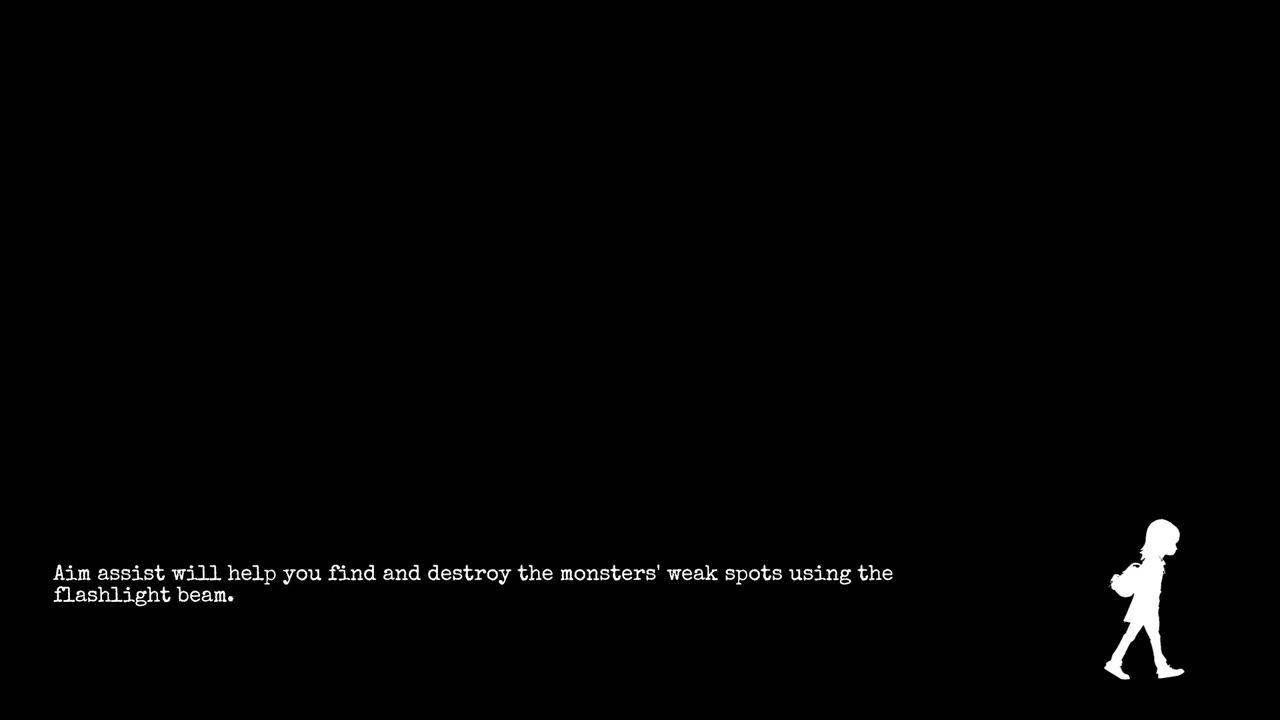 Aim assist will help you find and destroy the monsters' weak spots using the
flashlight beam.